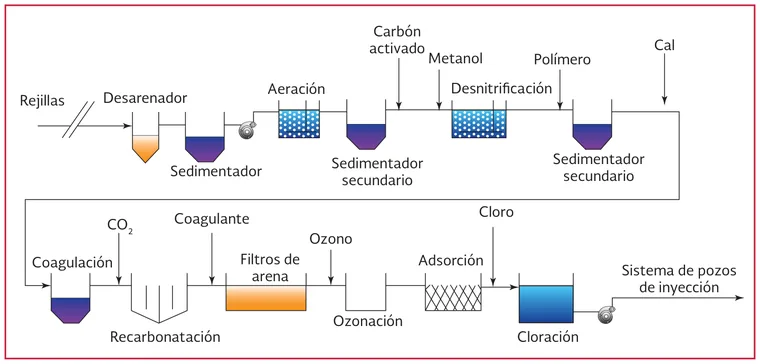 Rejillas
Desarenador
Sedimentador
Aeración
Sedimentador
secundario
Carbón
activado
Metanol
Desnitrificación
Polímero
Sedimentador
secundario
Cal
Coagulación
CO₂
Recarbonatación
Coagulante
Filtros de
arena
Ozono
Ozonación
Adsorción
Cloro
Cloración
Sistema de pozos
de inyección